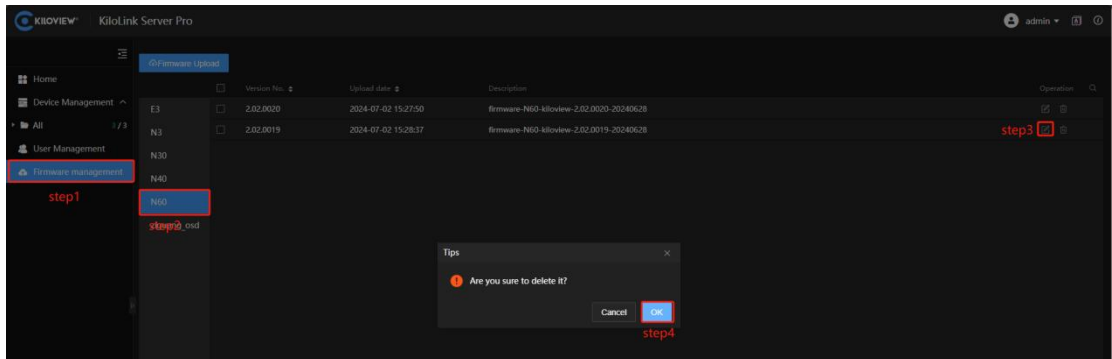 KILOVIEW KiloLink Server Pro admin
Firmware Upload
Home
Device Management
All 3/3
User Management
Firmware management
step1
E3
N3
N30
N40
N60
Version No. Upload date Description Operation
2.02.0020 2024-07-02 15:27:50 firmware-N60-kiloview-2.02.0020-20240628
2.02.0019 2024-07-02 15:28:37 firmware-N60-kiloview-2.02.0019-20240628 step3
Tips
Are you sure to delete it?
Cancel OK
step4